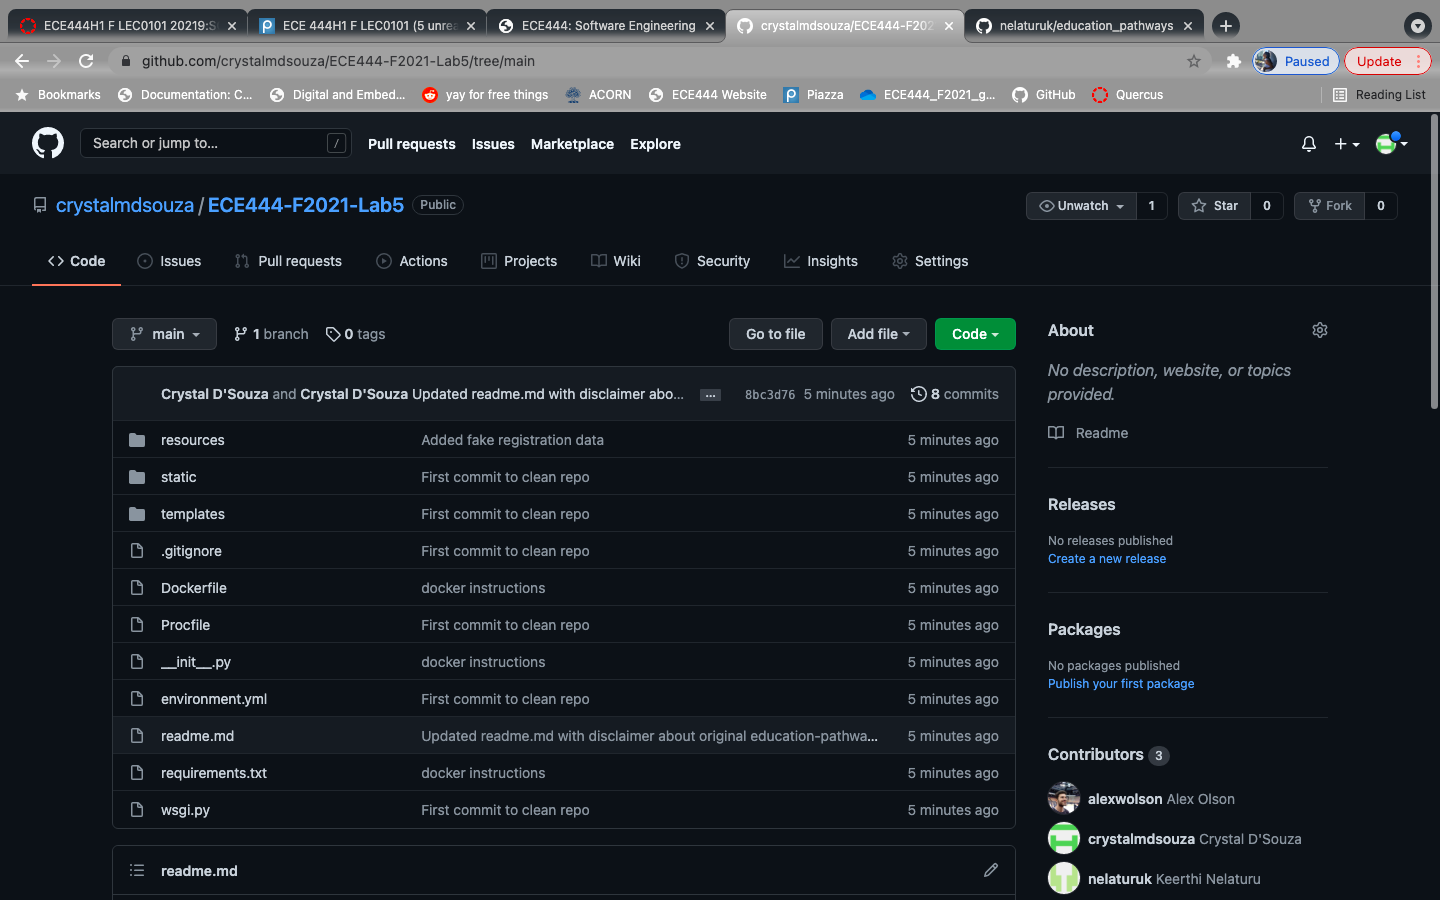 ECE444H1 F LEC0101 20219:S
ECE 444H1 F LEC0101 (5 unrea
ECE444: Software Engineering
crystalmdsouza/ECE444-F202
nelaturuk/education_pathways
github.com/crystalmdsouza/ECE444-F2021-Lab5/tree/main
Paused
Update
Bookmarks
Documentation: C...
Digital and Embed...
yay for free things
ACORN
ECE444 Website
Piazza
ECE444_F2021_g...
GitHub
Quercus
Reading List
Search or jump to...
/
Pull requests
Issues
Marketplace
Explore
crystalmdsouza / ECE444-F2021-Lab5 Public
Unwatch 1
Star 0
Fork 0
Code
Issues
Pull requests
Actions
Projects
Wiki
Security
Insights
Settings
main
1 branch
0 tags
Go to file
Add file
Code
Crystal D'Souza and Crystal D'Souza Updated readme.md with disclaimer abo... ... 8bc3d76 5 minutes ago 8 commits
resources Added fake registration data 5 minutes ago
static First commit to clean repo 5 minutes ago
templates First commit to clean repo 5 minutes ago
.gitignore First commit to clean repo 5 minutes ago
Dockerfile docker instructions 5 minutes ago
Procfile First commit to clean repo 5 minutes ago
__init__.py docker instructions 5 minutes ago
environment.yml First commit to clean repo 5 minutes ago
readme.md Updated readme.md with disclaimer about original education-pathwa... 5 minutes ago
requirements.txt docker instructions 5 minutes ago
wsgi.py First commit to clean repo 5 minutes ago
readme.md
About
No description, website, or topics
provided.
Readme
Releases
No releases published
Create a new release
Packages
No packages published
Publish your first package
Contributors 3
alexwolson Alex Olson
crystalmdsouza Crystal D'Souza
nelaturuk Keerthi Nelaturu